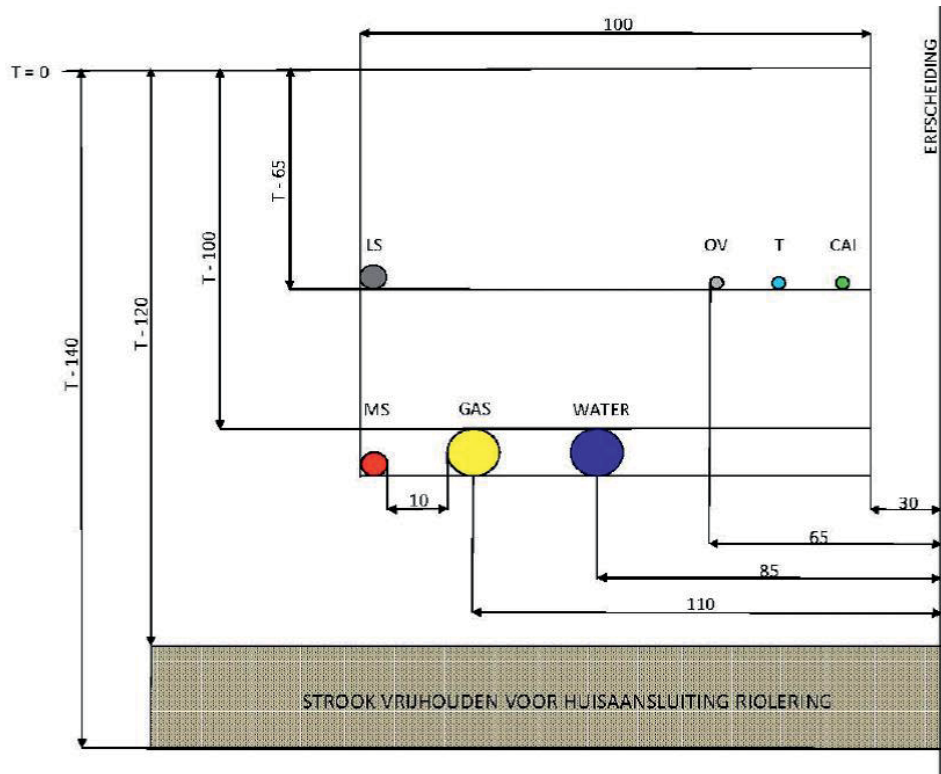 100
T = 0
ERFSCHEIDING
T - 65
T - 100
T - 120
T - 140
LS
OV T CAI
MS GAS WATER
10
30
65
85
110
STROOK VRIJHOUDEN VOOR HUISAANSLUITING RIOLERING